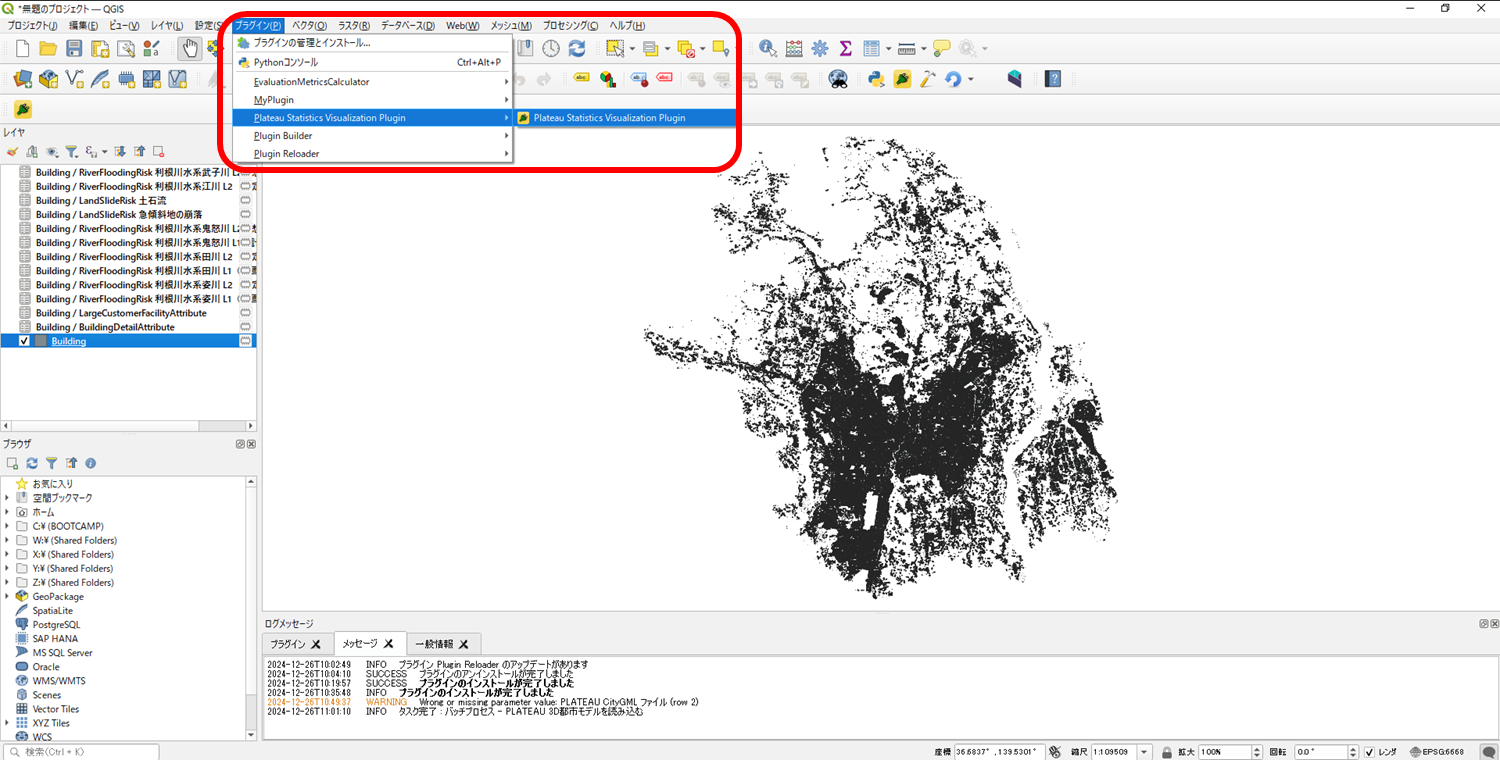 *無題のプロジェクト — QGIS
プロジェクト(J) 編集(E) ビュー(V) レイヤ(L) 設定(S) プラグイン(P) ベクタ(O) ラスタ(R) データベース(D) Web(W) メッシュ(M) プロセシング(C) ヘルプ(H)
プラグインの管理とインストール...
Pythonコンソール Ctrl+Alt+P
EvaluationMetricsCalculator
MyPlugin
Plateau Statistics Visualization Plugin
Plateau Statistics Visualization Plugin
Plugin Builder
Plugin Reloader
レイヤ
Building / RiverFloodingRisk 利根川水系武子川 L
Building / RiverFloodingRisk 利根川水系江川 L2
Building / LandSlideRisk 土石流
Building / LandSlideRisk 急傾斜地の崩落
Building / RiverFloodingRisk 利根川水系鬼怒川 L2
Building / RiverFloodingRisk 利根川水系鬼怒川 L1
Building / RiverFloodingRisk 利根川水系田川 L2
Building / RiverFloodingRisk 利根川水系田川 L1
Building / RiverFloodingRisk 利根川水系姿川 L2
Building / RiverFloodingRisk 利根川水系姿川 L1
Building / LargeCustomerFacilityAttribute
Building / BuildingDetailAttribute
Building
ブラウザ
お気に入り
空間ブックマーク
ホーム
C:¥ (BOOTCAMP)
W:¥ (Shared Folders)
X:¥ (Shared Folders)
Y:¥ (Shared Folders)
Z:¥ (Shared Folders)
GeoPackage
SpatiaLite
PostgreSQL
SAP HANA
MS SQL Server
Oracle
WMS/WMTS
Scenes
Vector Tiles
XYZ Tiles
WCS
ログメッセージ
プラグイン メッセージ 一般情報
2024-12-26T10:02:49 INFO プラグイン Plugin Reloader のアップデートがあります
2024-12-26T10:04:10 SUCCESS プラグインのアンインストールが完了しました
2024-12-26T10:19:57 SUCCESS プラグインのインストールが完了しました
2024-12-26T10:35:48 INFO プラグインのインストールが完了しました
2024-12-26T10:49:37 WARNING Wrong or missing parameter value: PLATEAU CityGML ファイル (row 2)
2024-12-26T11:01:10 INFO タスク完了：バッチプロセス - PLATEAU 3D都市モデルを読み込む
検索(Ctrl + K)
座標 36.6837°,139.5301° 縮尺 1:109509 拡大 100% 回転 0.0° レンダ EPSG:6668